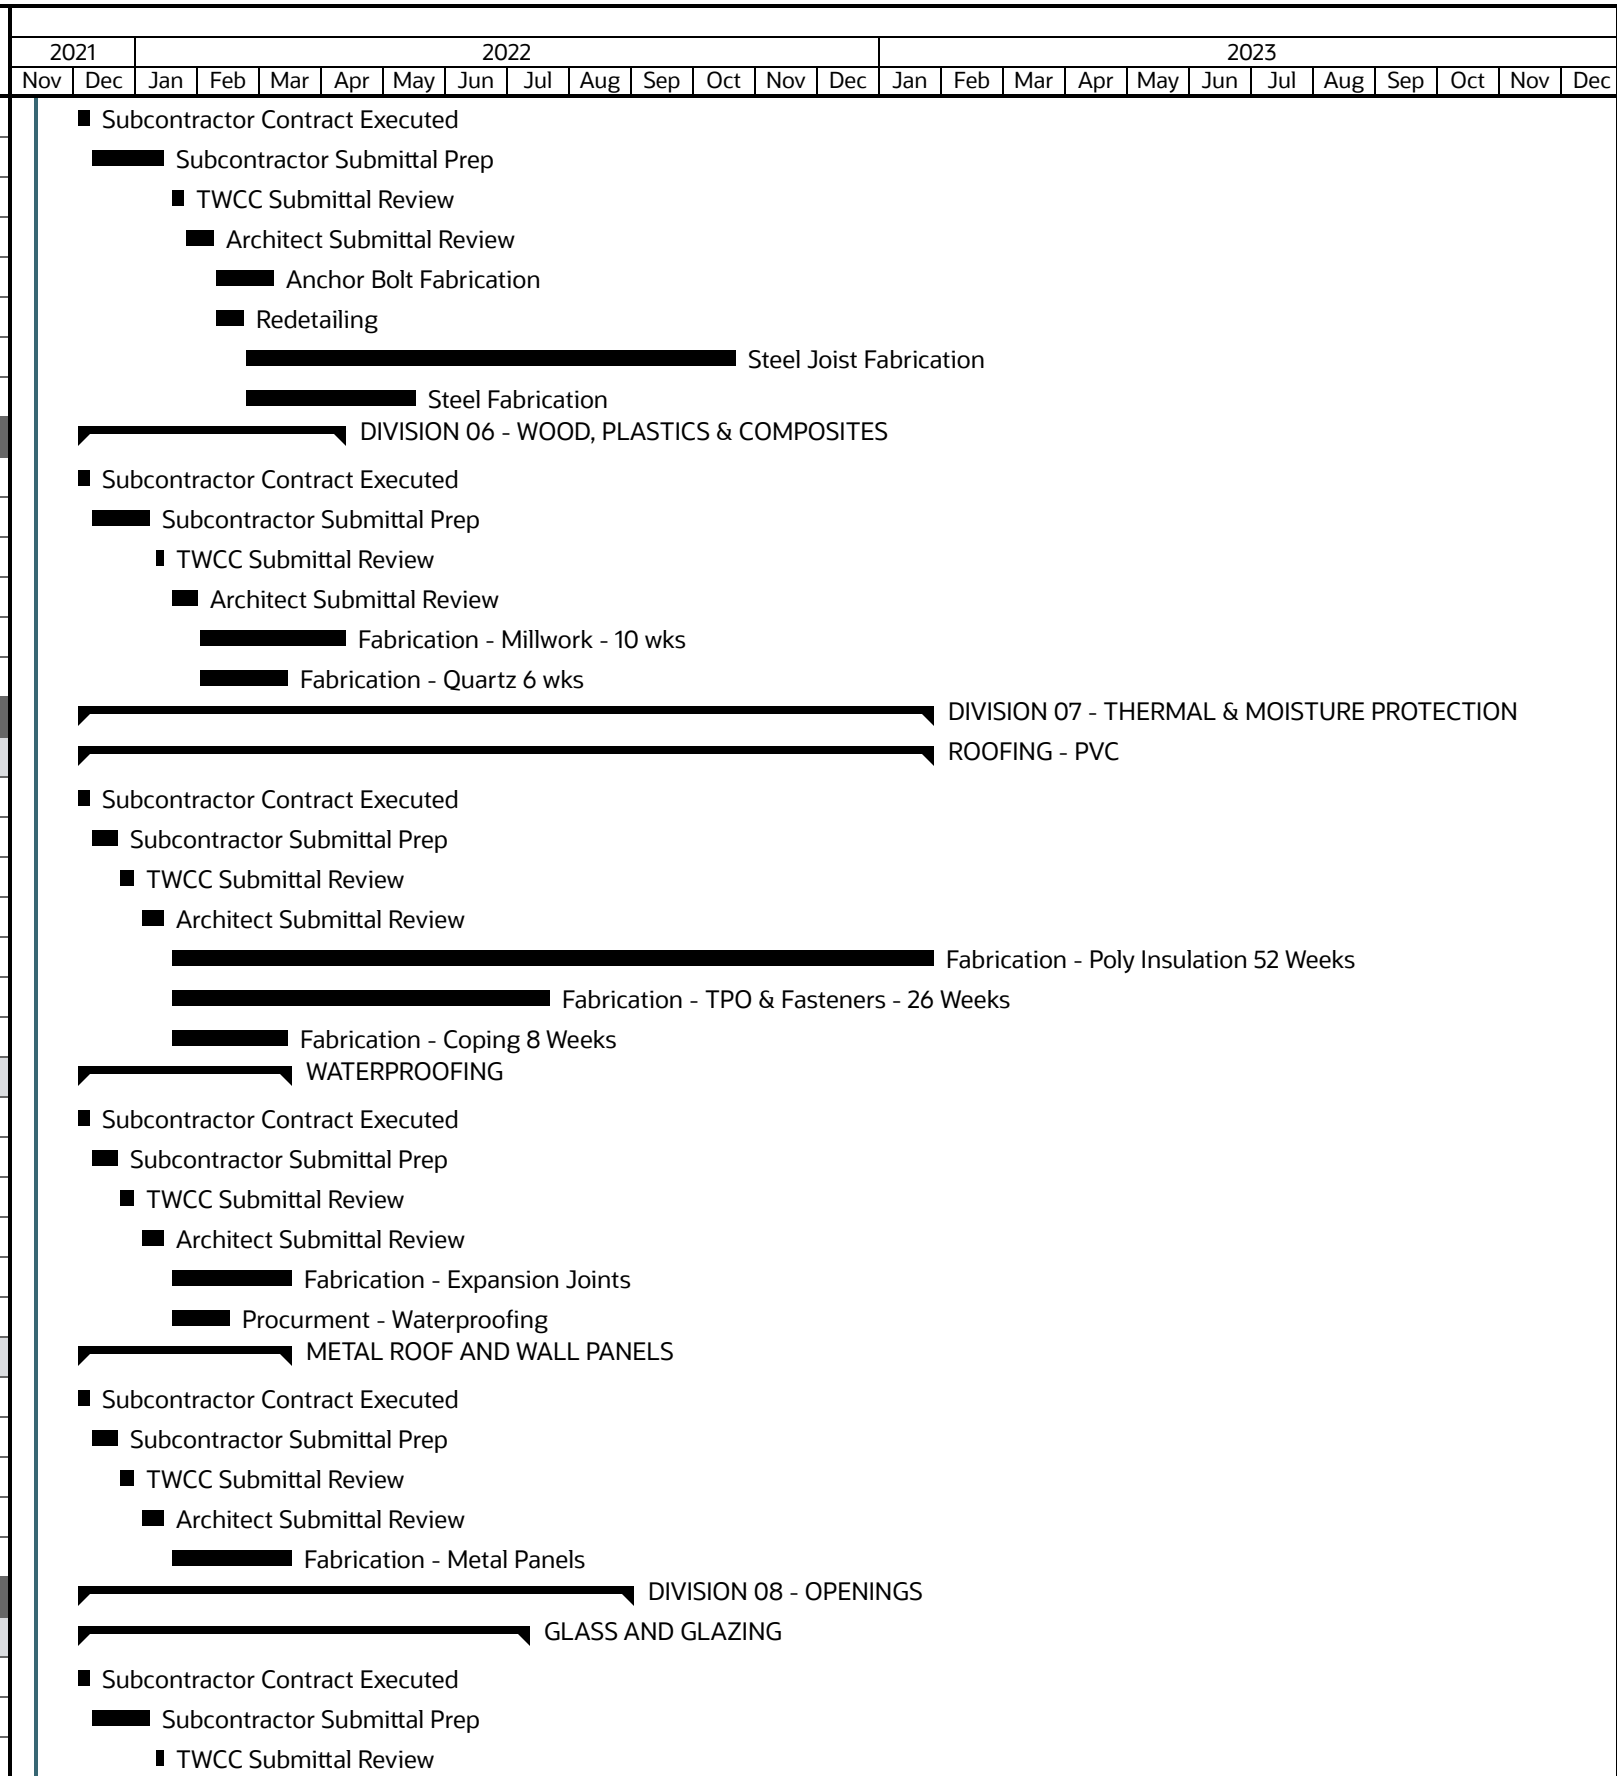 2021 2022 2023
Nov Dec Jan Feb Mar Apr May Jun Jul Aug Sep Oct Nov Dec Jan Feb Mar Apr May Jun Jul Aug Sep Oct Nov Dec
Subcontractor Contract Executed
Subcontractor Submittal Prep
TWCC Submittal Review
Architect Submittal Review
Anchor Bolt Fabrication
Redetailing
Steel Joist Fabrication
Steel Fabrication
DIVISION 06 - WOOD, PLASTICS & COMPOSITES
Subcontractor Contract Executed
Subcontractor Submittal Prep
TWCC Submittal Review
Architect Submittal Review
Fabrication - Millwork - 10 wks
Fabrication - Quartz 6 wks
DIVISION 07 - THERMAL & MOISTURE PROTECTION
ROOFING - PVC
Subcontractor Contract Executed
Subcontractor Submittal Prep
TWCC Submittal Review
Architect Submittal Review
Fabrication - Poly Insulation 52 Weeks
Fabrication - TPO & Fasteners - 26 Weeks
Fabrication - Coping 8 Weeks
WATERPROOFING
Subcontractor Contract Executed
Subcontractor Submittal Prep
TWCC Submittal Review
Architect Submittal Review
Fabrication - Expansion Joints
Procurment - Waterproofing
METAL ROOF AND WALL PANELS
Subcontractor Contract Executed
Subcontractor Submittal Prep
TWCC Submittal Review
Architect Submittal Review
Fabrication - Metal Panels
DIVISION 08 - OPENINGS
GLASS AND GLAZING
Subcontractor Contract Executed
Subcontractor Submittal Prep
TWCC Submittal Review